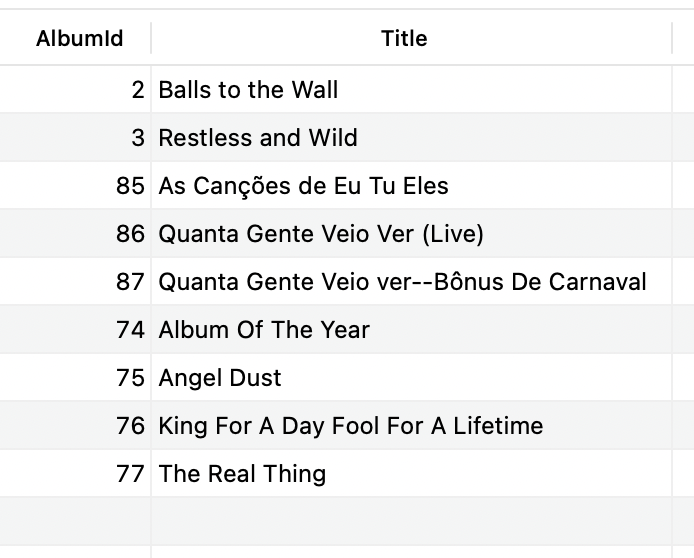 AlbumId Title
2 Balls to the Wall
3 Restless and Wild
85 As Canções de Eu Tu Eles
86 Quanta Gente Veio Ver (Live)
87 Quanta Gente Veio ver--Bônus De Carnaval
74 Album Of The Year
75 Angel Dust
76 King For A Day Fool For A Lifetime
77 The Real Thing